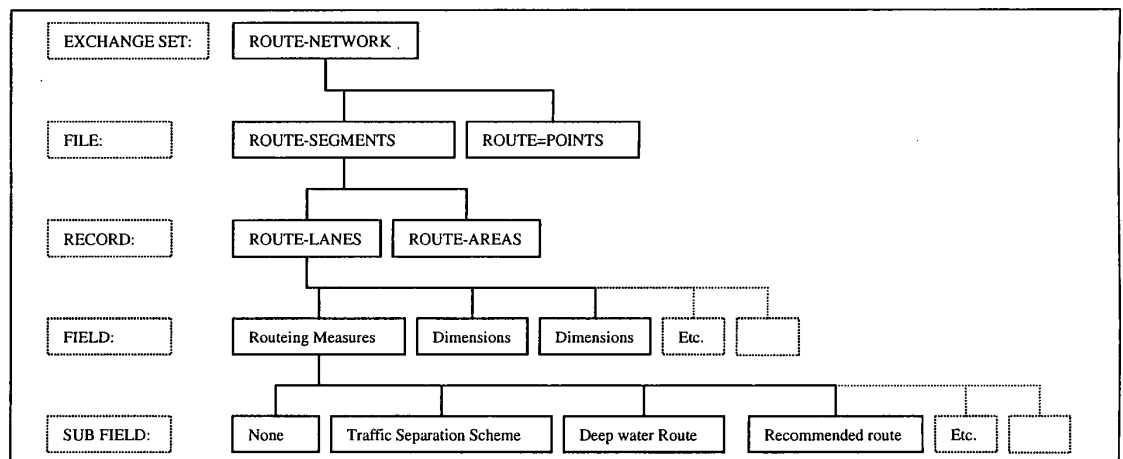 EXCHANGE SET: ROUTE-NETWORK
FILE: ROUTE-SEGMENTS ROUTE=POINTS
RECORD: ROUTE-LANES ROUTE-AREAS
FIELD: Routeing Measures Dimensions Dimensions Etc.
SUB FIELD: None Traffic Separation Scheme Deep water Route Recommended route Etc.